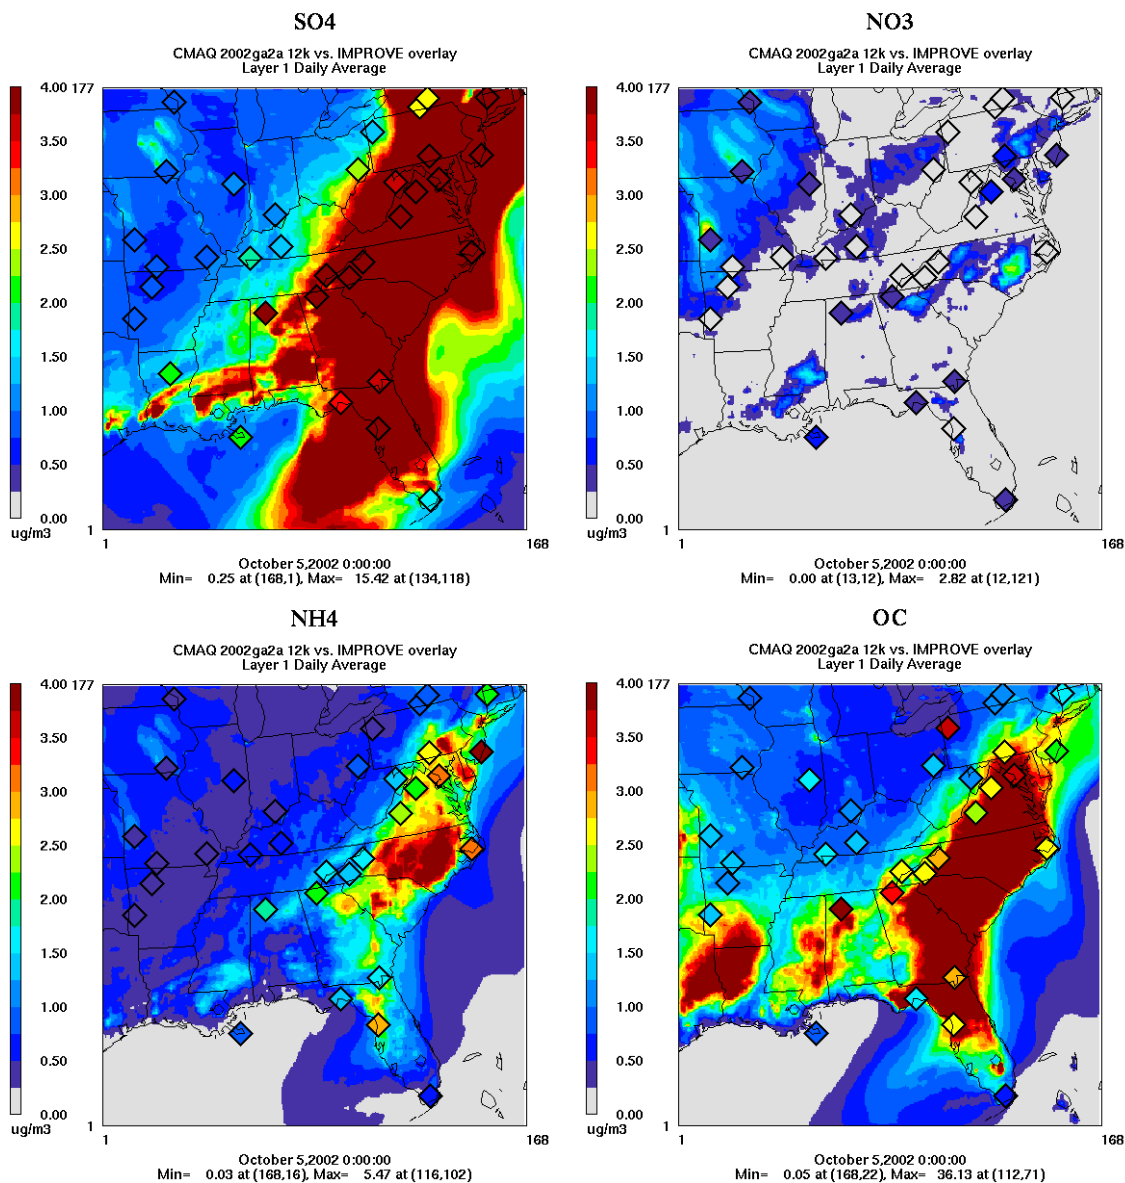 SO4
CMAQ 2002ga2a 12k vs. IMPROVE overlay
Layer 1 Daily Average
4.00 177
3.50
3.00
2.50
2.00
1.50
1.00
0.50
0.00
ug/m3
1
1 168
October 5,2002 0:00:00
Min= 0.25 at (168,1), Max= 15.42 at (134,118)
NO3
CMAQ 2002ga2a 12k vs. IMPROVE overlay
Layer 1 Daily Average
4.00 177
3.50
3.00
2.50
2.00
1.50
1.00
0.50
0.00
ug/m3
1
1 168
October 5,2002 0:00:00
Min= 0.00 at (13,12), Max= 2.82 at (12,121)
NH4
CMAQ 2002ga2a 12k vs. IMPROVE overlay
Layer 1 Daily Average
4.00 177
3.50
3.00
2.50
2.00
1.50
1.00
0.50
0.00
ug/m3
1
1 168
October 5,2002 0:00:00
Min= 0.03 at (168,16), Max= 5.47 at (116,102)
OC
CMAQ 2002ga2a 12k vs. IMPROVE overlay
Layer 1 Daily Average
4.00 177
3.50
3.00
2.50
2.00
1.50
1.00
0.50
0.00
ug/m3
1
1 168
October 5,2002 0:00:00
Min= 0.05 at (168,22), Max= 36.13 at (112,71)